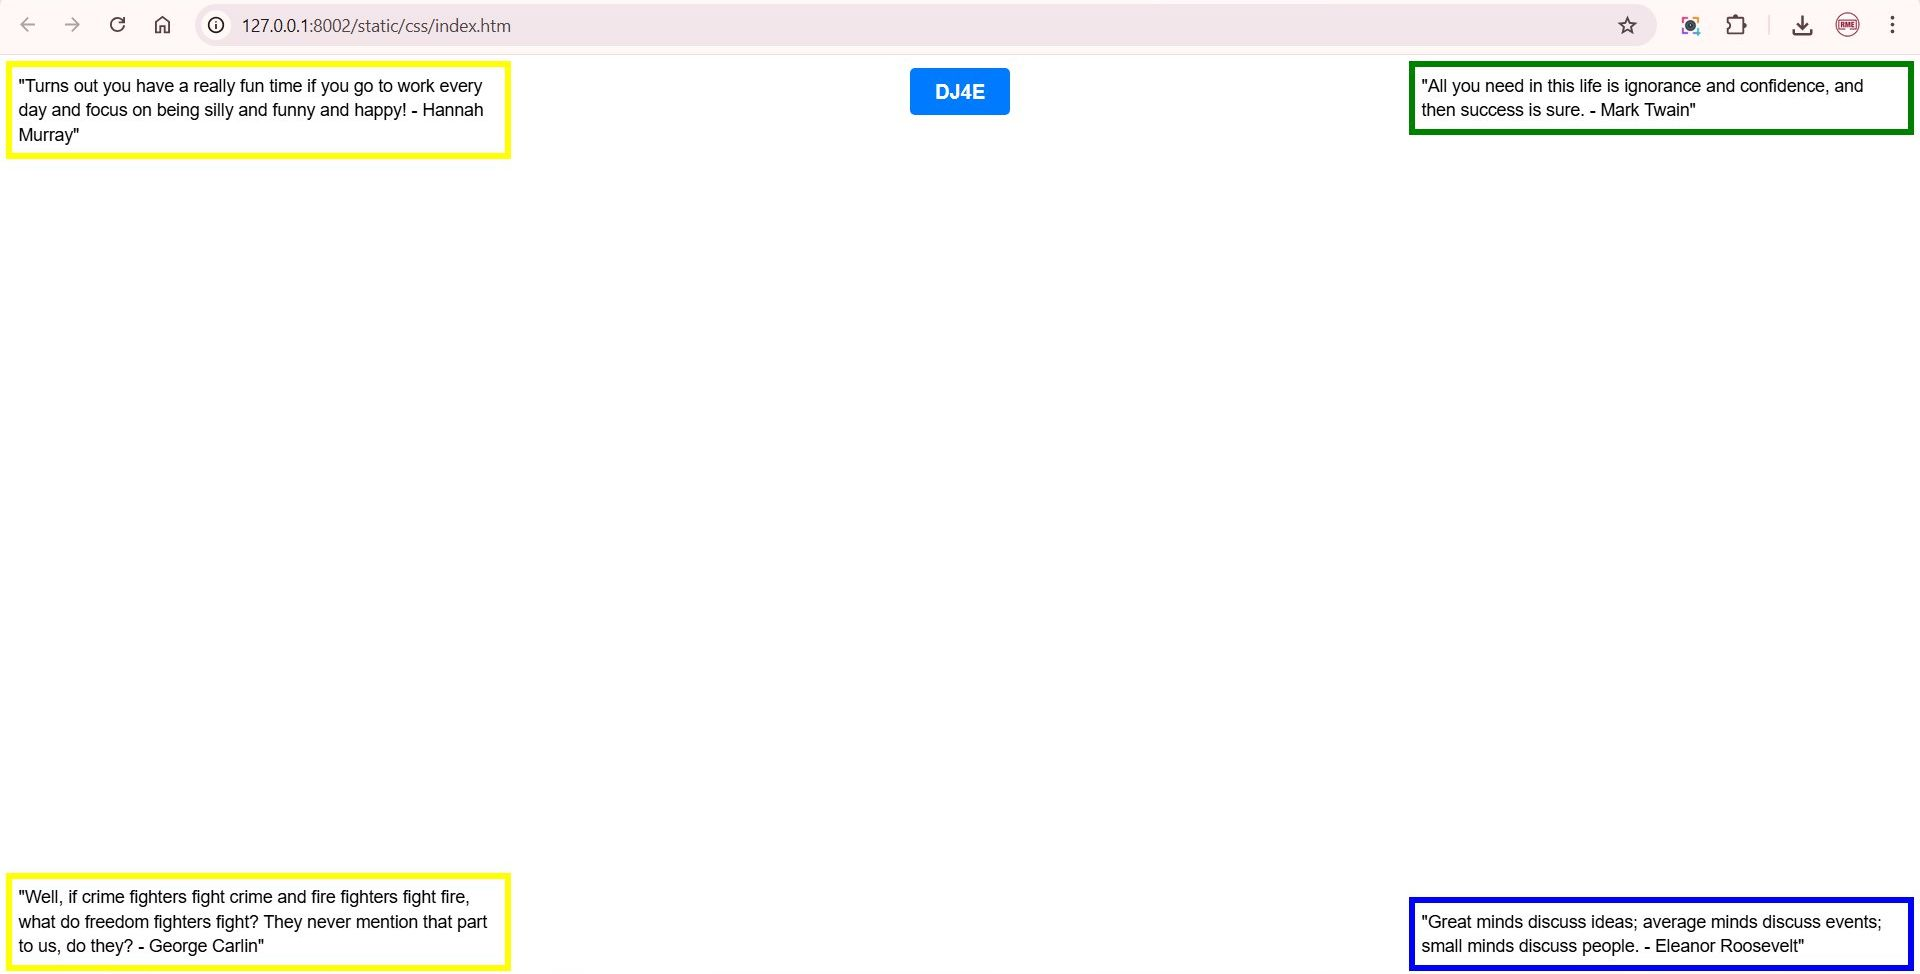 127.0.0.1:8002/static/css/index.htm
"Turns out you have a really fun time if you go to work every
day and focus on being silly and funny and happy! - Hannah
Murray"
DJ4E
"All you need in this life is ignorance and confidence, and
then success is sure. - Mark Twain"
"Well, if crime fighters fight crime and fire fighters fight fire,
what do freedom fighters fight? They never mention that part
to us, do they? - George Carlin"
"Great minds discuss ideas; average minds discuss events;
small minds discuss people. - Eleanor Roosevelt"